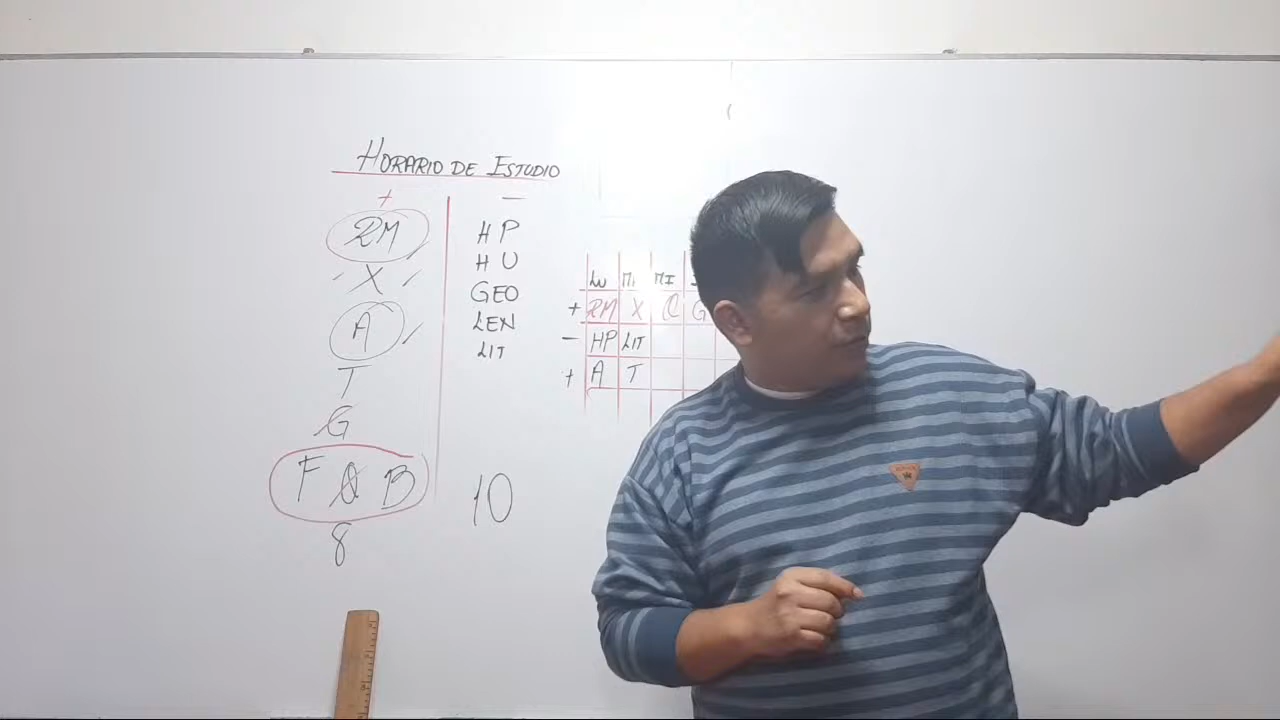 HORARIO DE ESTUDIO
+ -
RM HP
X HU
A GEO
T LEN
G LIT
F Q B
8 10
LU MA MI
+ RM X G
- HP LIT
+ A T